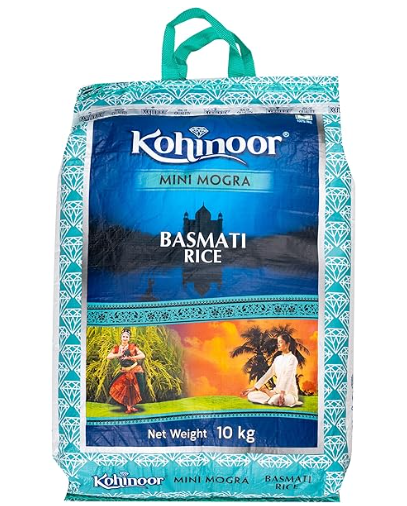 Kohinoor®
MINI MOGRA
BASMATI
RICE
Net Weight 10 kg
Kohinoor MINI MOGRA BASMATI
RICE